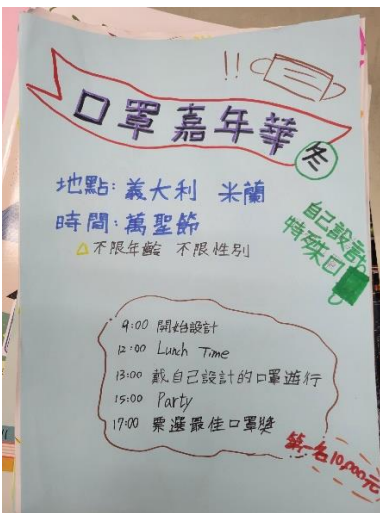 !!
口罩嘉年華
冬
地點:義大利 米蘭
時間:萬聖節
△不限年齡 不限性別
自己設計
特殊口
9:00 開始設計
12:00 Lunch Time
13:00 戴自己設計的口罩遊行
15:00 Party
17:00 票選最佳口罩獎
第一名10,000元